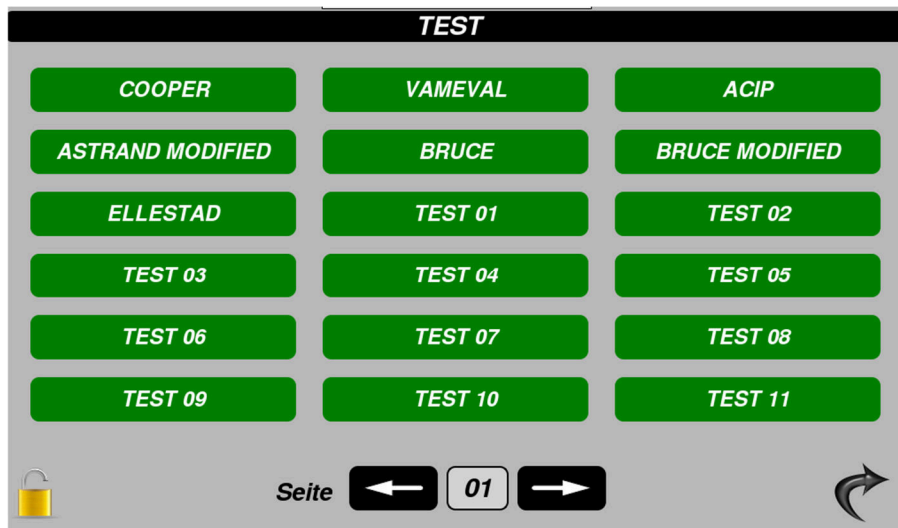 TEST
COOPER VAMEVAL ACIP
ASTRAND MODIFIED BRUCE BRUCE MODIFIED
ELLESTAD TEST 01 TEST 02
TEST 03 TEST 04 TEST 05
TEST 06 TEST 07 TEST 08
TEST 09 TEST 10 TEST 11
Seite 01